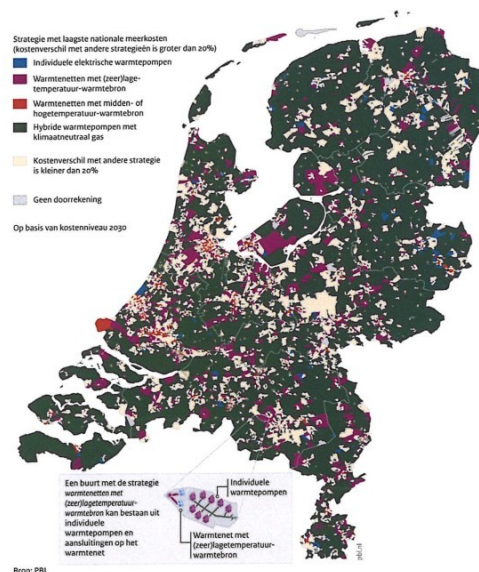 Strategie met laagste nationale meerkosten
(kostenverschil met andere strategieën is groter dan 20%)
Individuele elektrische warmtepompen
Warmtenetten met (zeer)lage-
temperatuur-warmtebron
Warmtenetten met midden- of
hogetemperatuur-warmtebron
Hybride warmtepompen met
klimaatneutraal gas
Kostenverschil met andere strategie
is kleiner dan 20%
Geen doorrekening
Op basis van kostenniveau 2030
Een buurt met de strategie
warmtenetten met
(zeer)lagetemperatuur-
warmtebron kan bestaan uit
individuele
warmtepompen en
aansluitingen op het
warmtenet
Individuele
warmtepompen
Warmtenet met
(zeer)lagetemperatuur-
warmtebron
pbl.nl
Bron: PBL